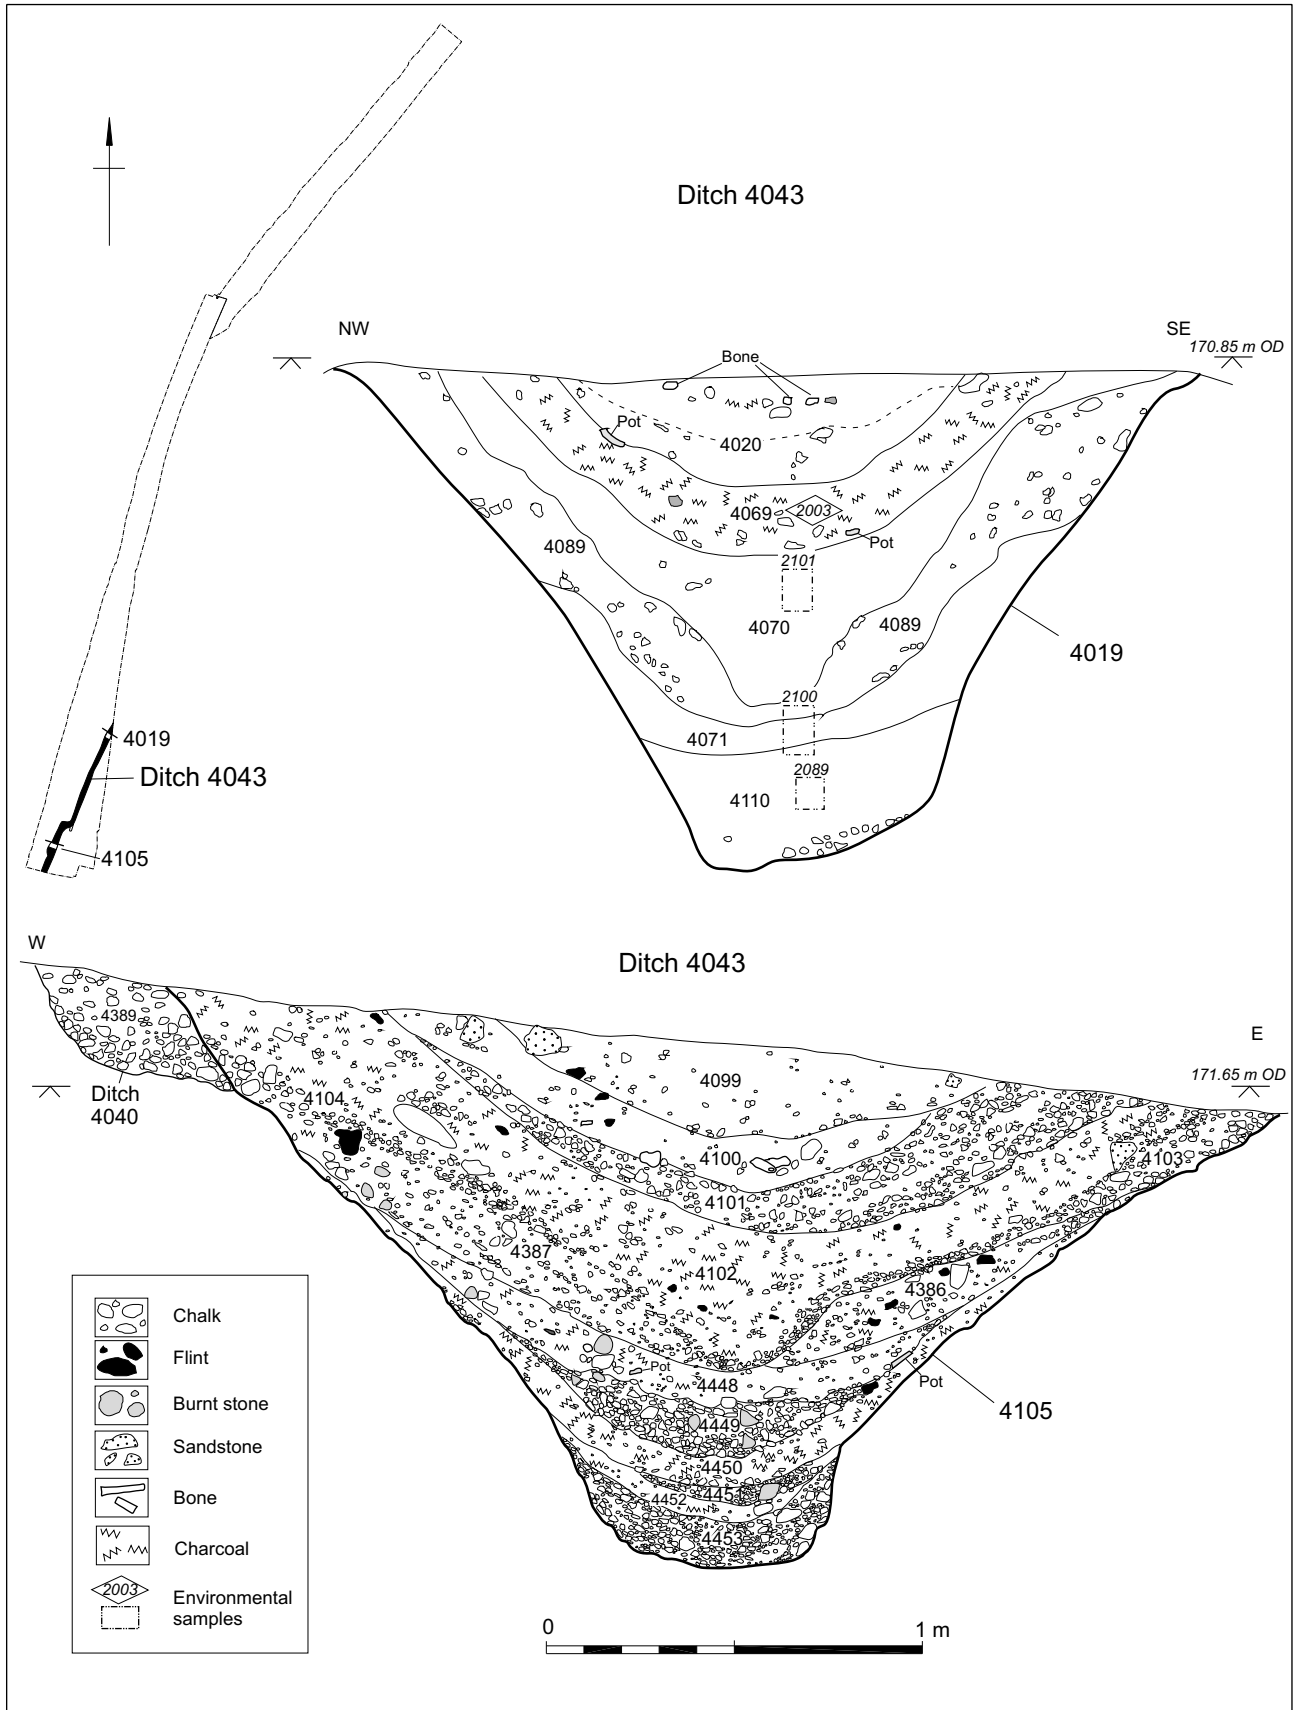 Ditch 4043
NW
SE
170.85 m OD
Bone
Pot
4020
4069
2003
Pot
2101
4089
4070
4089
4019
2100
4071
2089
4110
4019
Ditch 4043
4105
W
Ditch 4043
E
171.65 m OD
4389
Ditch
4040
4104
4099
4100
4101
4103
4387
4102
4386
Pot
4448
Pot
4105
4449
4450
4451
4452
4453
Chalk
Flint
Burnt stone
Sandstone
Bone
Charcoal
2003
Environmental
samples
0
1 m